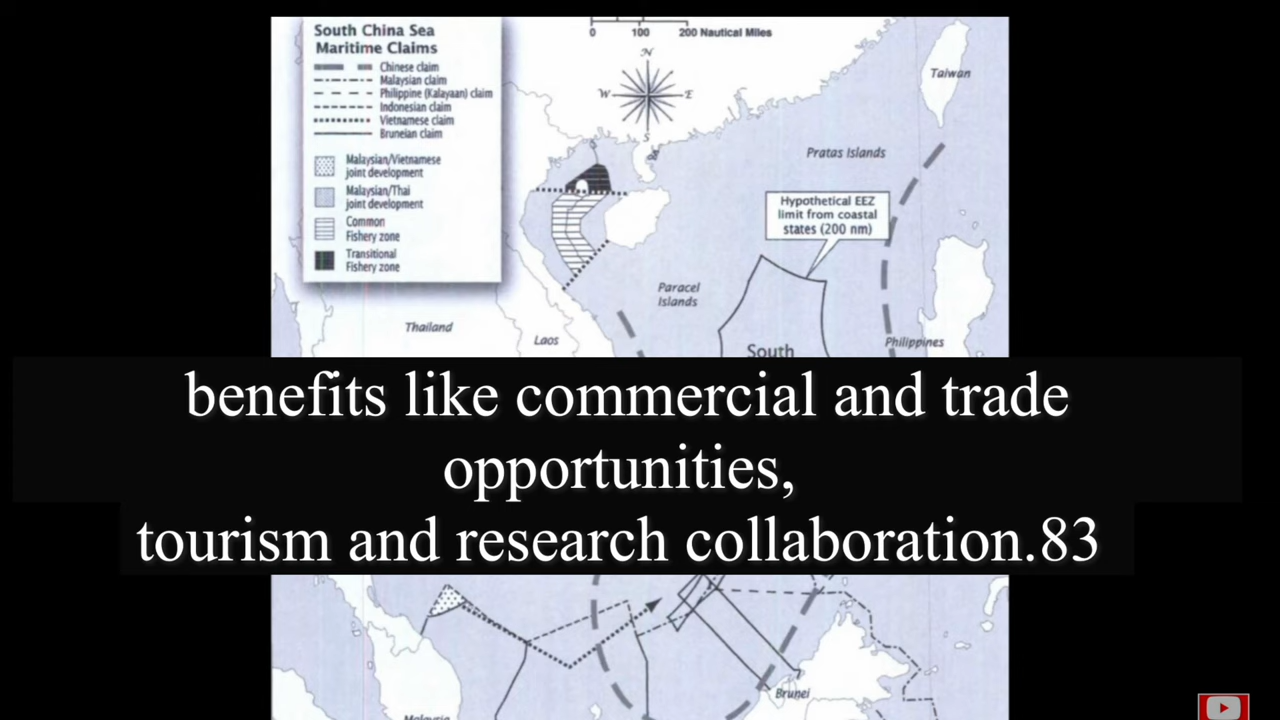 South China Sea
Maritime Claims
Chinese claim
Malaysian claim
Philippine (Kalayaan) claim
Indonesian claim
Vietnamese claim
Bruneian claim
Malaysian/Vietnamese
joint development
Malaysian/Thai
joint development
Common
Fishery zone
Transitional
Fishery zone
0 100 200 Nautical Miles
N
W E
S
Taiwan
Pratas Islands
Hypothetical EEZ
limit from coastal
states (200 nm)
Paracel
Islands
Thailand
Laos
Philippines
South
benefits like commercial and trade
opportunities,
tourism and research collaboration.83
Brunei
Malaysia